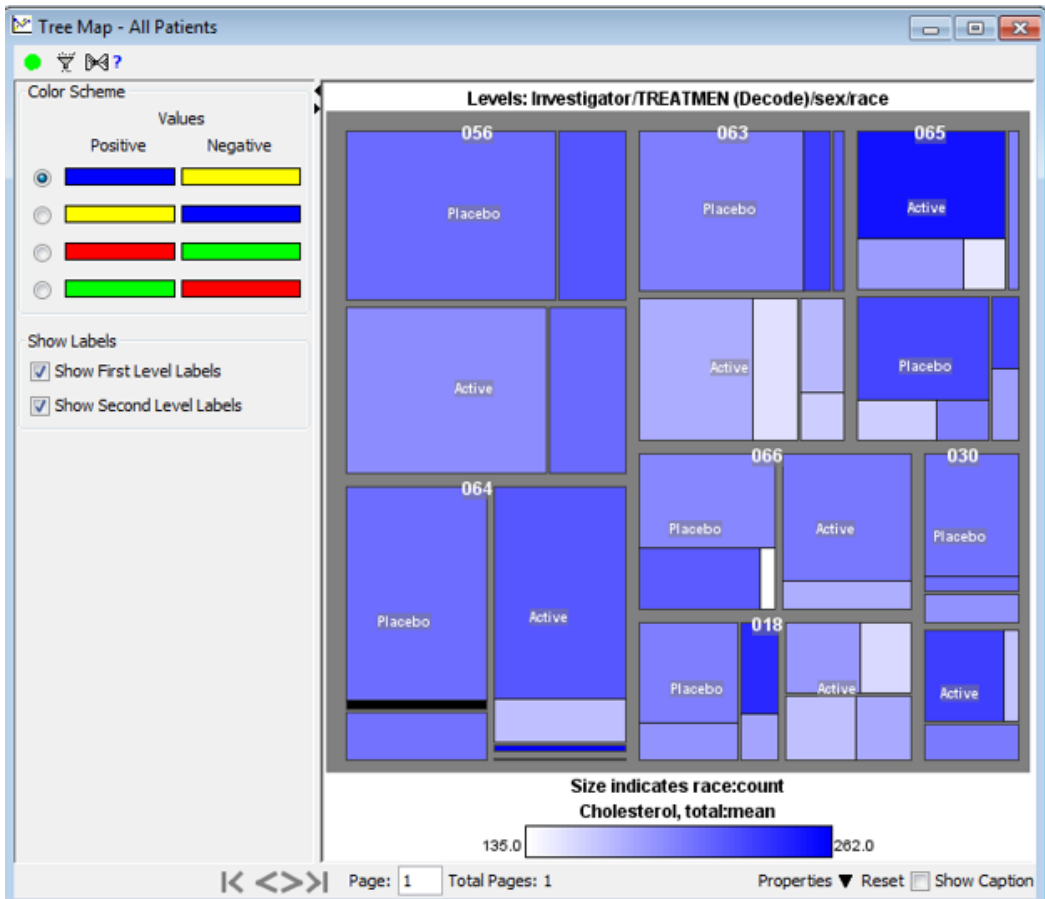 Tree Map - All Patients
?
Color Scheme
Values
Positive Negative
Show Labels
Show First Level Labels
Show Second Level Labels
Levels: Investigator/TREATMEN (Decode)/sex/race
056
Placebo
Active
063
Placebo
Active
065
Active
Placebo
064
Placebo
Active
066
Placebo
Active
030
Placebo
Active
018
Placebo
Active
Size indicates race:count
Cholesterol, total:mean
135.0 262.0
Page: 1 Total Pages: 1 Properties ▼ Reset Show Caption